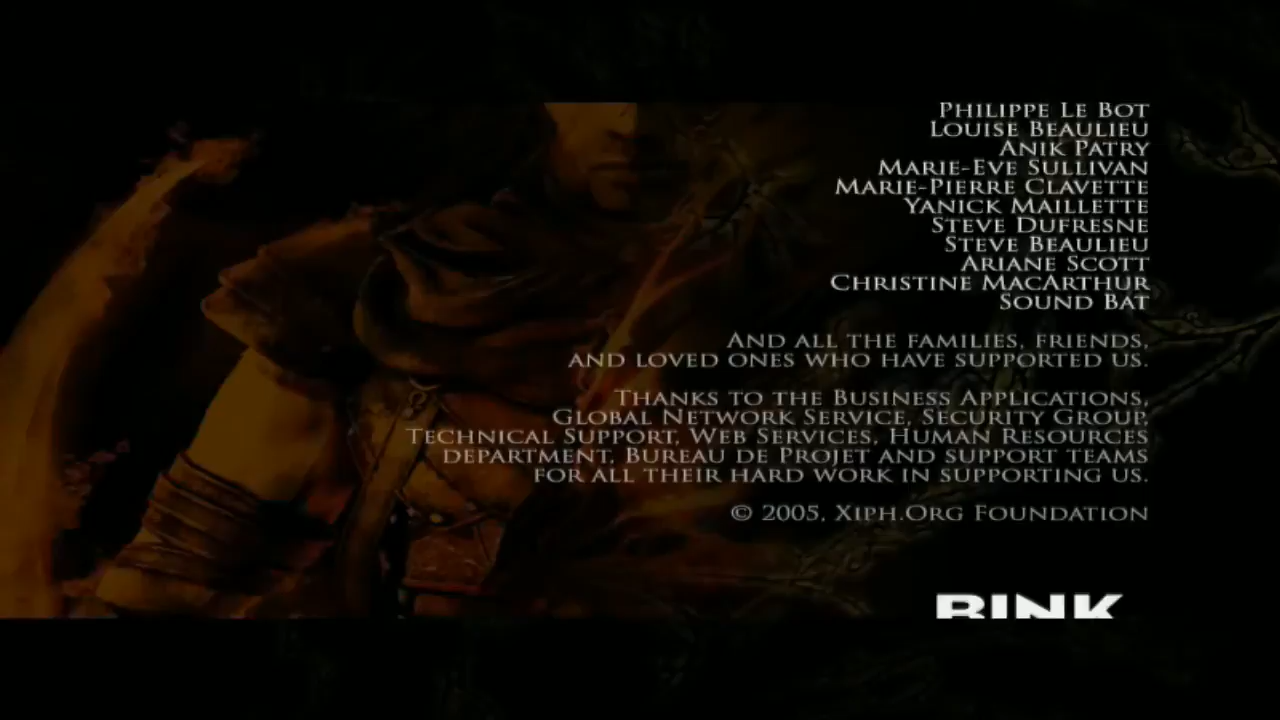 PHILIPPE LE BOT
LOUISE BEAULIEU
ANIK PATRY
MARIE-EVE SULLIVAN
MARIE-PIERRE CLAVETTE
YANICK MAILLETTE
STEVE DUFRESNE
STEVE BEAULIEU
ARIANE SCOTT
CHRISTINE MACARTHUR
SOUND BAT
AND ALL THE FAMILIES, FRIENDS,
AND LOVED ONES WHO HAVE SUPPORTED US.
THANKS TO THE BUSINESS APPLICATIONS,
GLOBAL NETWORK SERVICE, SECURITY GROUP,
TECHNICAL SUPPORT, WEB SERVICES, HUMAN RESOURCES
DEPARTMENT, BUREAU DE PROJET AND SUPPORT TEAMS
FOR ALL THEIR HARD WORK IN SUPPORTING US.
© 2005, XIPH.ORG FOUNDATION
BINK